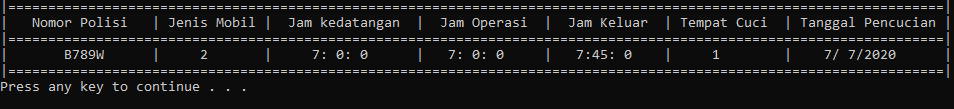 |=====================================================================================================================|
|   Nomor Polisi   | Jenis Mobil |  Jam kedatangan  |  Jam Operasi  |  Jam Keluar  | Tempat Cuci  | Tanggal Pencucian |
|=====================================================================================================================|
|       B789W      |     2       |     7: 0: 0      |   7: 0: 0     |   7:45: 0    |     1        |    7/ 7/2020      |
|=====================================================================================================================|
Press any key to continue . . .